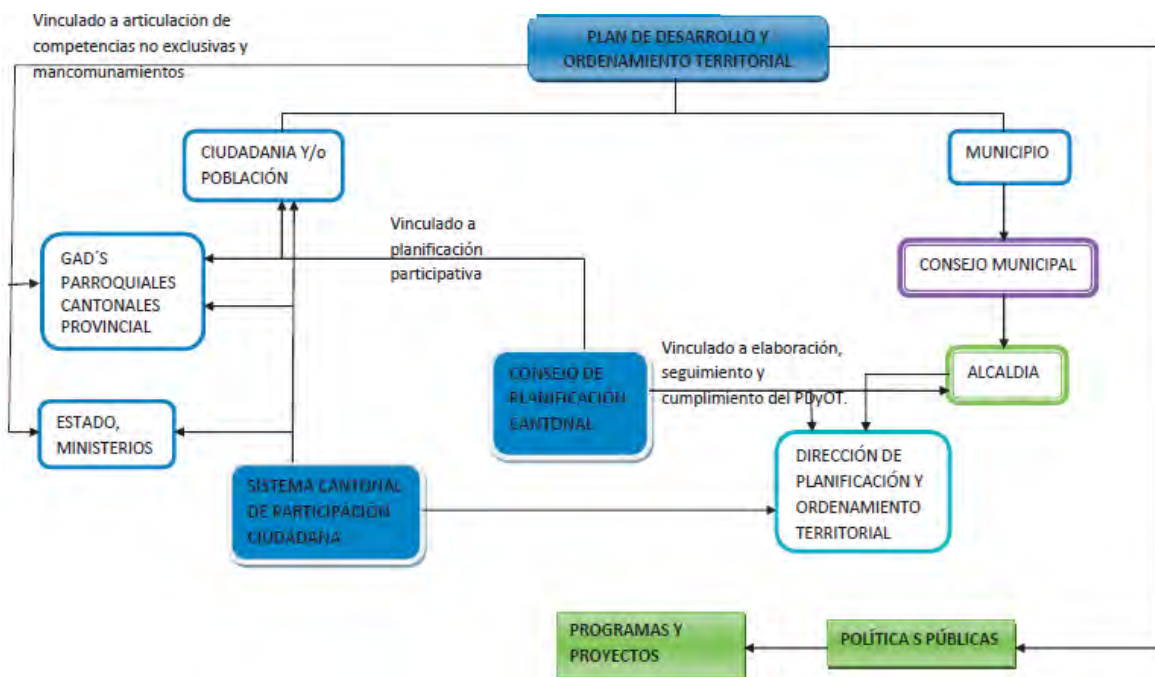 Vinculado a articulación de
competencias no exclusivas y
mancomunamientos
PLAN DE DESARROLLO Y
ORDENAMIENTO TERRITORIAL
CIUDADANIA Y/o
POBLACIÓN
MUNICIPIO
Vinculado a
planificación
participativa
GAD´S
PARROQUIALES
CANTONALES
PROVINCIAL
CONSEJO MUNICIPAL
Vinculado a elaboración,
seguimiento y
cumplimiento del PDyOT.
CONSEJO DE
PLANIFICACIÓN
CANTONAL
ALCALDIA
ESTADO,
MINISTERIOS
DIRECCIÓN DE
PLANIFICACIÓN Y
ORDENAMIENTO
TERRITORIAL
SISTEMA CANTONAL
DE PARTICIPACIÓN
CIUDADANA
PROGRAMAS Y
PROYECTOS
POLÍTICA S PÚBLICAS